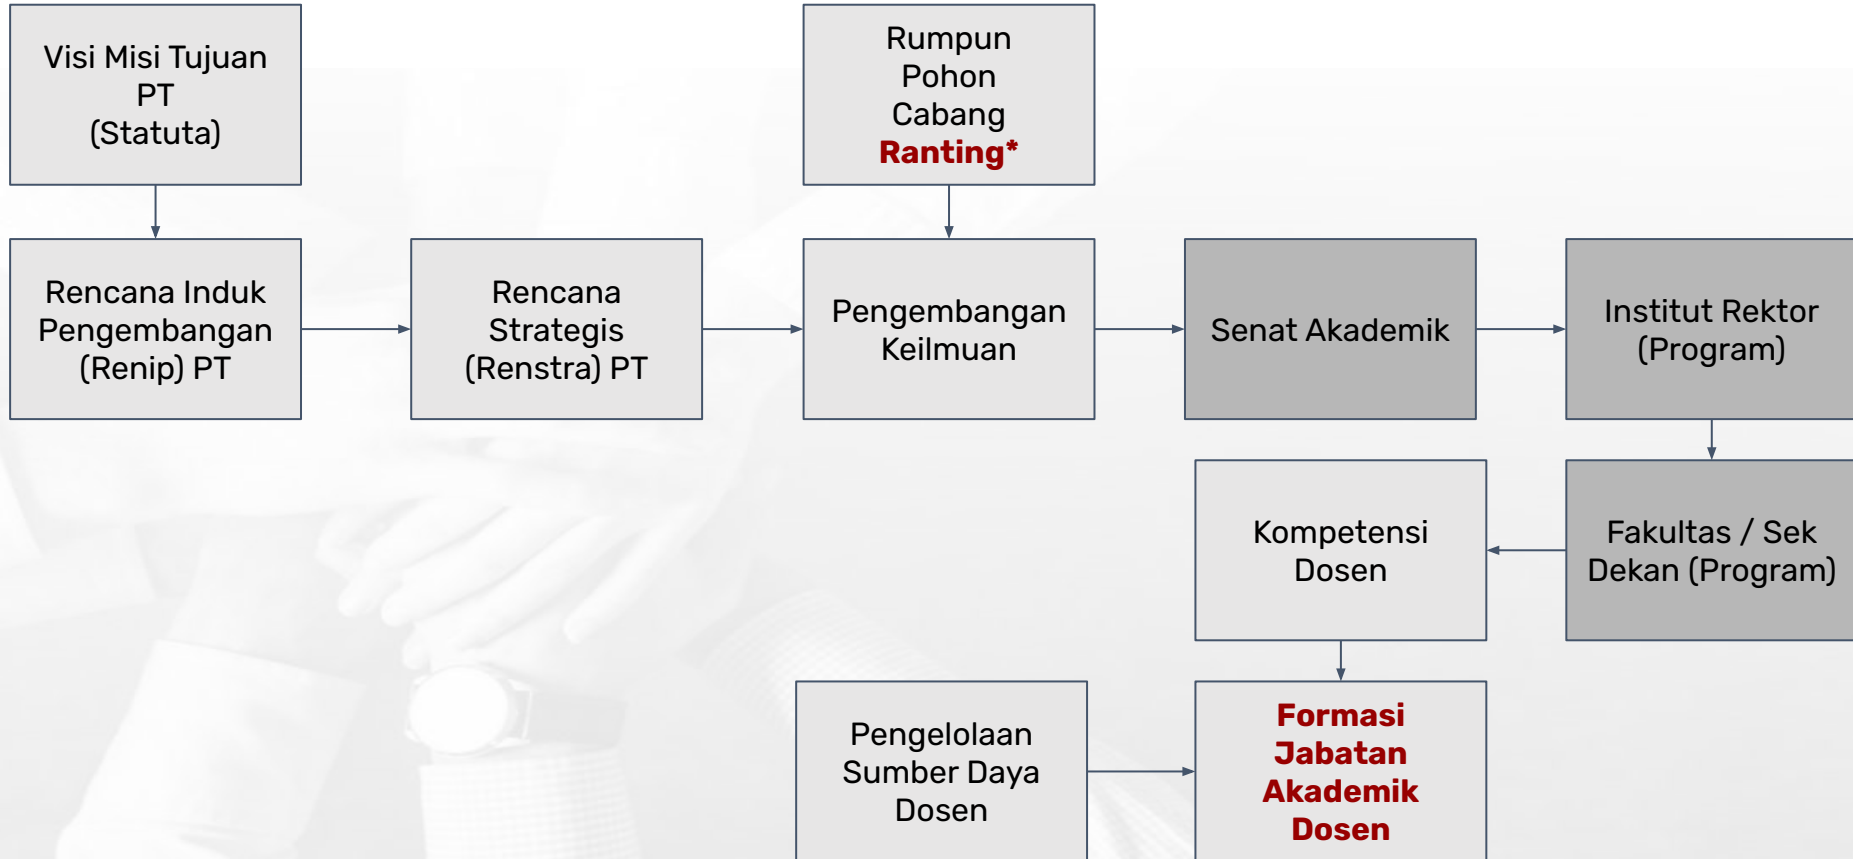 Visi Misi Tujuan
PT
(Statuta)
Rumpun
Pohon
Cabang
Ranting*
Rencana Induk
Pengembangan
(Renip) PT
Rencana
Strategis
(Renstra) PT
Pengembangan
Keilmuan
Senat Akademik
Institut Rektor
(Program)
Kompetensi
Dosen
Fakultas / Sek
Dekan (Program)
Pengelolaan
Sumber Daya
Dosen
Formasi
Jabatan
Akademik
Dosen